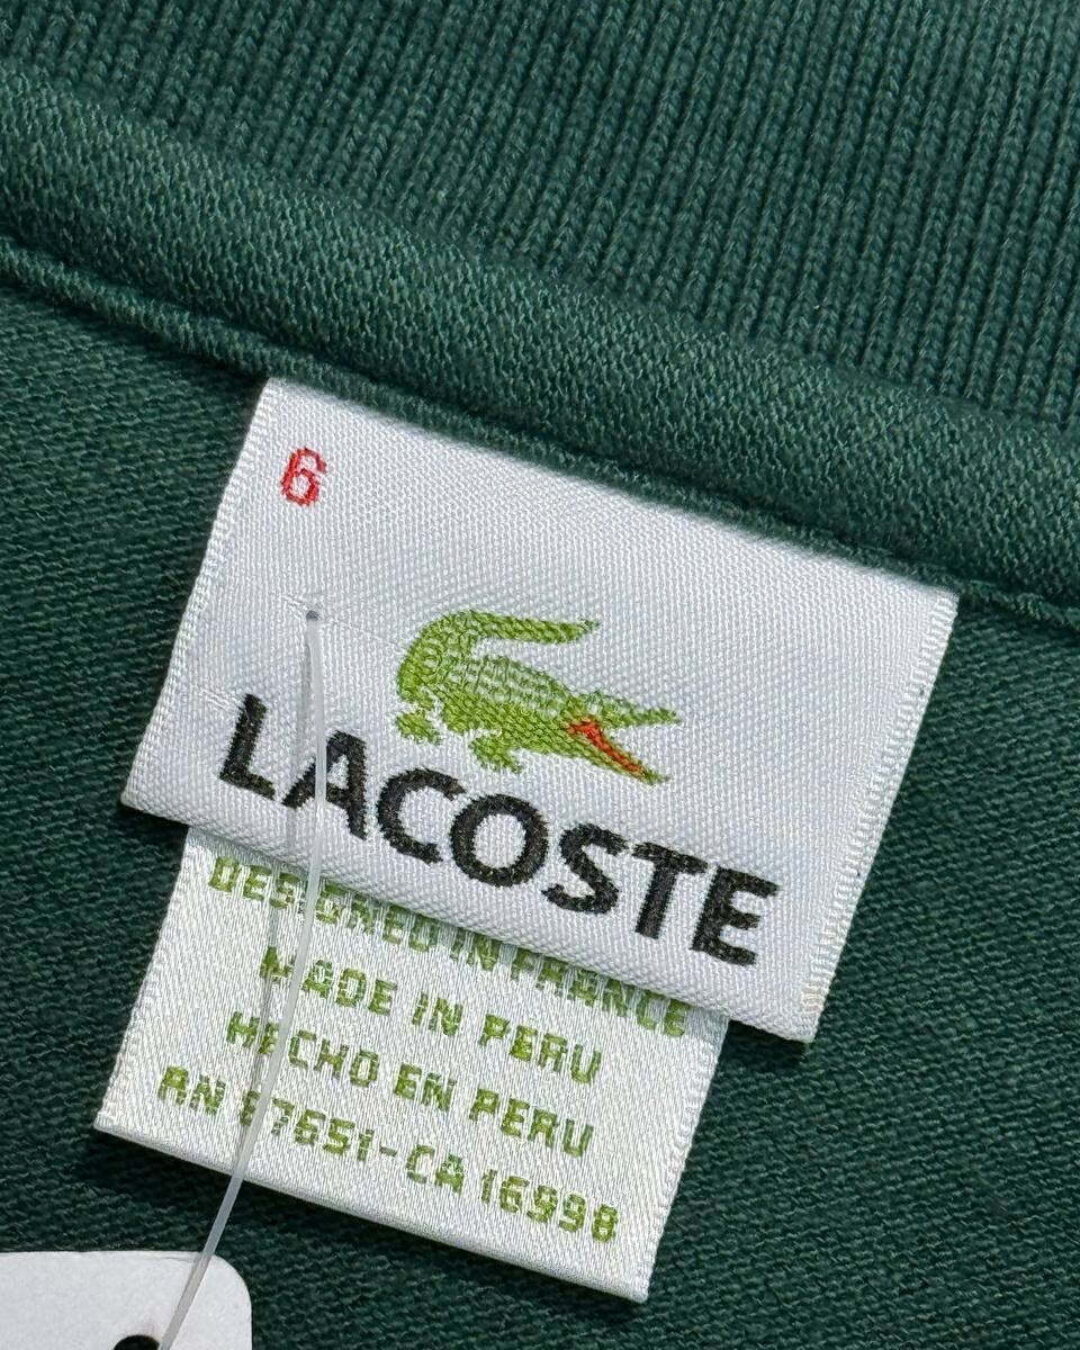 6
LACOSTE
DESIGNED IN FRANCE
MADE IN PERU
HECHO EN PERU
RN 87651-CA 16998